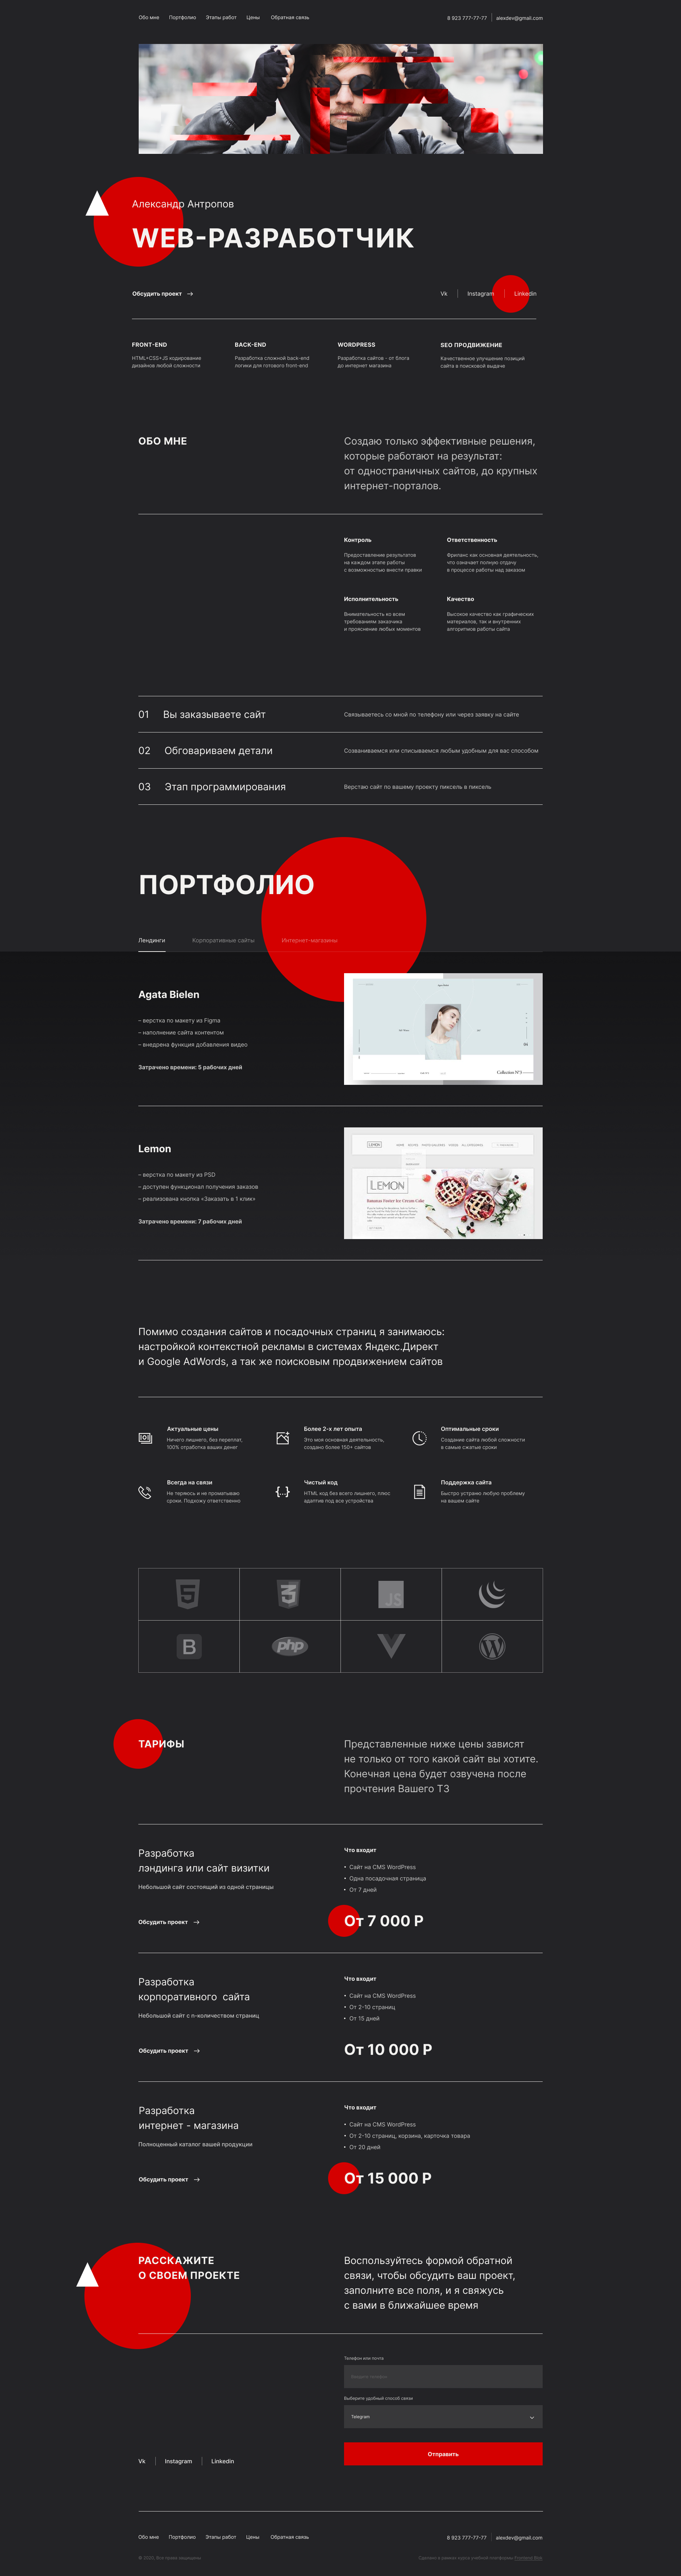 Обо мне
Портфолио
Этапы работ
Цены
Обратная связь
8 923 777-77-77
alexdev@gmail.com
Александр Антропов
WEB-РАЗРАБОТЧИК
Обсудить проект →
Vk
Instagram
Linkedin
FRONT-END
HTML+CSS+JS кодирование
дизайнов любой сложности
BACK-END
Разработка сложной back-end
логики для готового front-end
WORDPRESS
Разработка сайтов - от блога
до интернет магазина
SEO ПРОДВИЖЕНИЕ
Качественное улучшение позиций
сайта в поисковой выдаче
ОБО МНЕ
Создаю только эффективные решения,
которые работают на результат:
от одностраничных сайтов, до крупных
интернет-порталов.
Контроль
Предоставление результатов
на каждом этапе работы
с возможностью внести правки
Ответственность
Фриланс как основная деятельность,
что означает полную отдачу
в процессе работы над заказом
Исполнительность
Внимательность ко всем
требованиям заказчика
и прояснение любых моментов
Качество
Высокое качество как графических
материалов, так и внутренних
алгоритмов работы сайта
01 Вы заказываете сайт
Связываетесь со мной по телефону или через заявку на сайте
02 Обговариваем детали
Созваниваемся или списываемся любым удобным для вас способом
03 Этап программирования
Верстаю сайт по вашему проекту пиксель в пиксель
ПОРТФОЛИО
Лендинги
Корпоративные сайты
Интернет-магазины
Agata Bielen
– верстка по макету из Figma
– наполнение сайта контентом
– внедрена функция добавления видео
Затрачено времени: 5 рабочих дней
Collection N°5
Lemon
– верстка по макету из PSD
– доступен функционал получения заказов
– реализована кнопка «Заказать в 1 клик»
Затрачено времени: 7 рабочих дней
LEMON
LEMON
Bananas Foster Ice Cream Cake
Помимо создания сайтов и посадочных страниц я занимаюсь:
настройкой контекстной рекламы в системах Яндекс.Директ
и Google AdWords, а так же поисковым продвижением сайтов
Актуальные цены
Ничего лишнего, без переплат,
100% отработка ваших денег
Более 2-х лет опыта
Это моя основная деятельность,
создано более 150+ сайтов
Оптимальные сроки
Создание сайта любой сложности
в самые сжатые сроки
Всегда на связи
Не теряюсь и не проматываю
сроки. Подхожу ответственно
Чистый код
HTML код без всего лишнего, плюс
адаптив под все устройства
Поддержка сайта
Быстро устраню любую проблему
на вашем сайте
5
3
JS
B
php
W
ТАРИФЫ
Представленные ниже цены зависят
не только от того какой сайт вы хотите.
Конечная цена будет озвучена после
прочтения Вашего ТЗ
Разработка
лэндинга или сайт визитки
Небольшой сайт состоящий из одной страницы
Обсудить проект →
Что входит
• Сайт на CMS WordPress
• Одна посадочная страница
• От 7 дней
От 7 000 Р
Разработка
корпоративного сайта
Небольшой сайт с n-количеством страниц
Обсудить проект →
Что входит
• Сайт на CMS WordPress
• От 2-10 страниц
• От 15 дней
От 10 000 Р
Разработка
интернет - магазина
Полноценный каталог вашей продукции
Обсудить проект →
Что входит
• Сайт на CMS WordPress
• От 2-10 страниц, корзина, карточка товара
• От 20 дней
От 15 000 Р
РАССКАЖИТЕ
О СВОЕМ ПРОЕКТЕ
Воспользуйтесь формой обратной
связи, чтобы обсудить ваш проект,
заполните все поля, и я свяжусь
с вами в ближайшее время
Телефон или почта
Выберите удобный способ связи
Telegram
Отправить
Vk
Instagram
Linkedin
Обо мне
Портфолио
Этапы работ
Цены
Обратная связь
8 923 777-77-77
alexdev@gmail.com
© 2020, Все права защищены